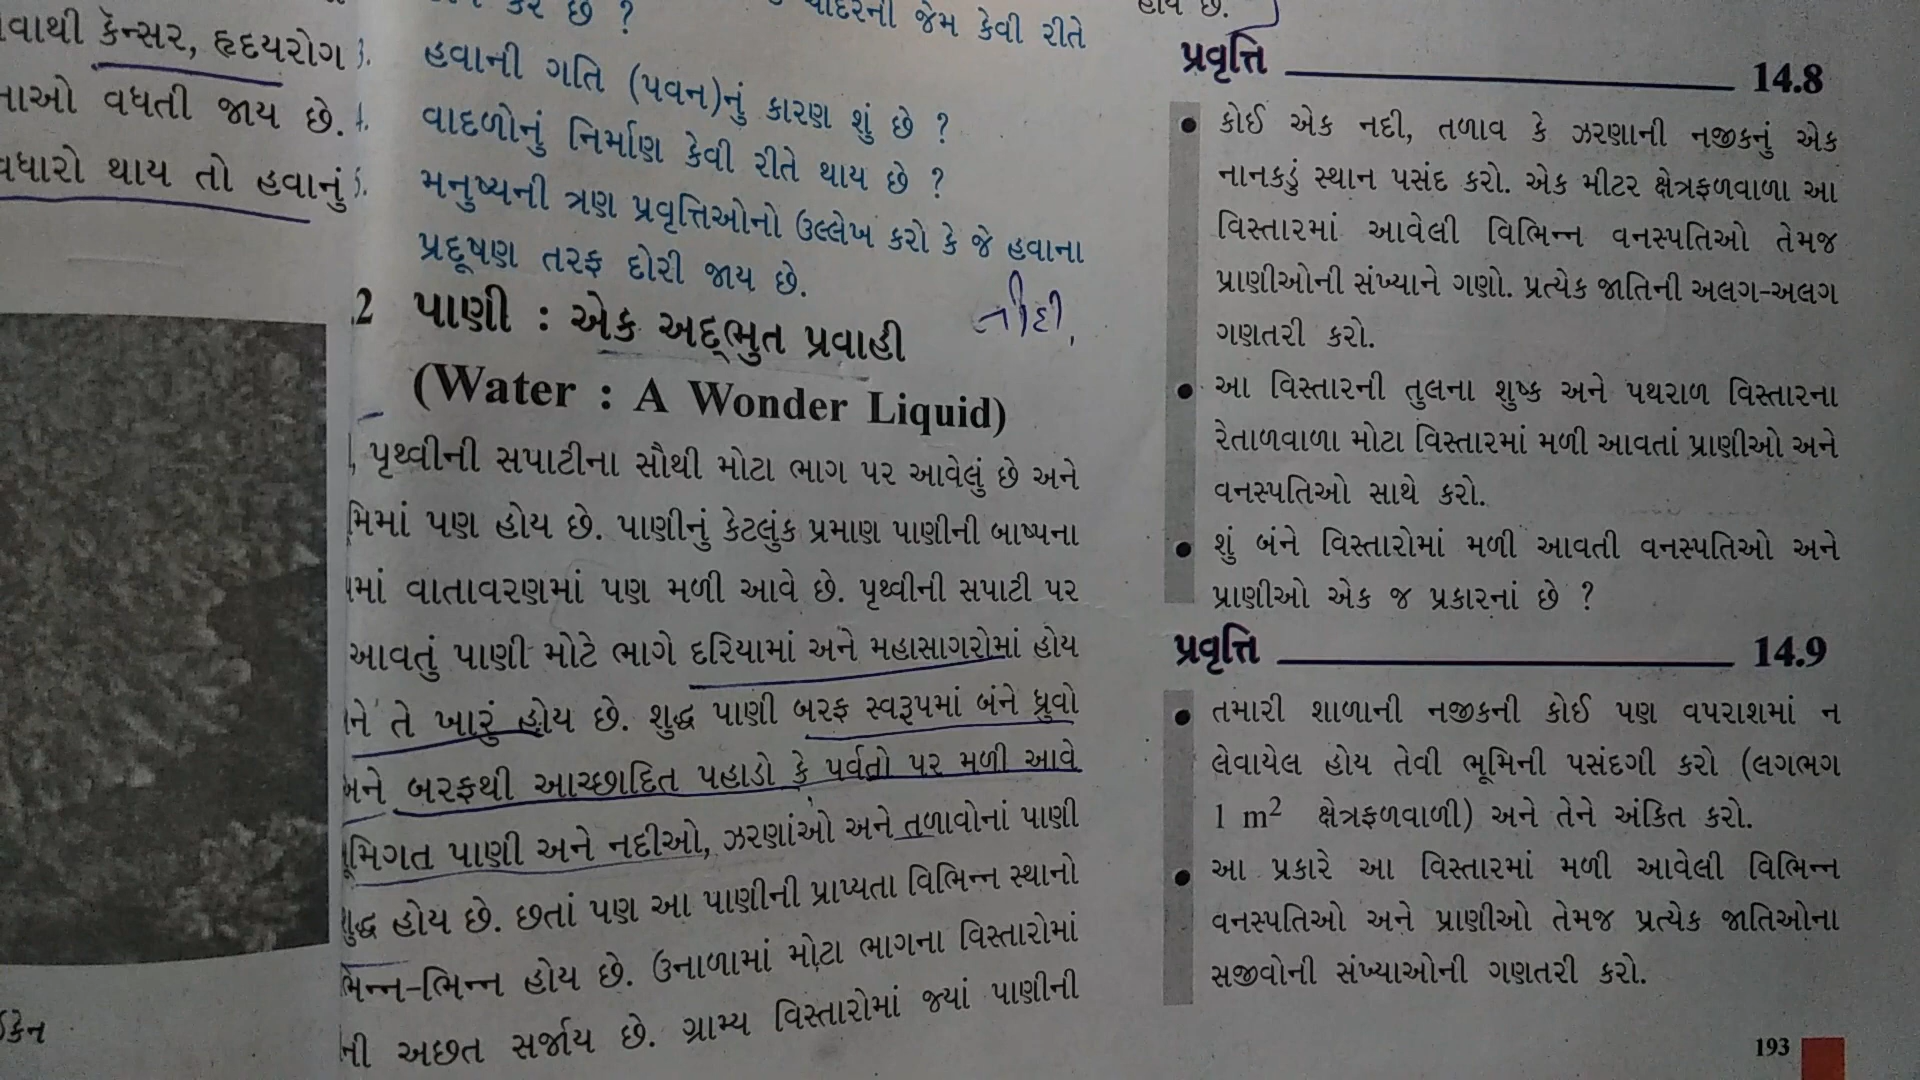 વાથી કૅન્સર, હૃદયરોગ
નાઓ વધતી જાય છે.
વધારો થાય તો હવાનું
કેન
કરે છે ?
ચાદરની જેમ કેવી રીતે
3. હવાની ગતિ (પવન)નું કારણ શું છે ?
4. વાદળોનું નિર્માણ કેવી રીતે થાય છે ?
5. મનુષ્યની ત્રણ પ્રવૃત્તિઓનો ઉલ્લેખ કરો કે જે હવાના
પ્રદૂષણ તરફ દોરી જાય છે.
.2 પાણી : એક અદ્ભુત પ્રવાહી
(Water : A Wonder Liquid)
પૃથ્વીની સપાટીના સૌથી મોટા ભાગ પર આવેલું છે અને
મિમાં પણ હોય છે. પાણીનું કેટલુંક પ્રમાણ પાણીની બાષ્પના
માં વાતાવરણમાં પણ મળી આવે છે. પૃથ્વીની સપાટી પર
આવતું પાણી મોટે ભાગે દરિયામાં અને મહાસાગરોમાં હોય
ને તે ખારું હોય છે. શુદ્ધ પાણી બરફ સ્વરૂપમાં બંને ધ્રુવો
અને બરફથી આચ્છાદિત પહાડો કે પર્વતો પર મળી આવે
ભૂમિગત પાણી અને નદીઓ, ઝરણાંઓ અને તળાવોનાં પાણી
શુદ્ધ હોય છે. છતાં પણ આ પાણીની પ્રાપ્યતા વિભિન્ન સ્થાનો
ભિન્ન-ભિન્ન હોય છે. ઉનાળામાં મોટા ભાગના વિસ્તારોમાં
ની અછત સર્જાય છે. ગ્રામ્ય વિસ્તારોમાં જ્યાં પાણીની
હોય છે.
પ્રવૃત્તિ 14.8
● કોઈ એક નદી, તળાવ કે ઝરણાની નજીકનું એક
નાનકડું સ્થાન પસંદ કરો. એક મીટર ક્ષેત્રફળવાળા આ
વિસ્તારમાં આવેલી વિભિન્ન વનસ્પતિઓ તેમજ
પ્રાણીઓની સંખ્યાને ગણો. પ્રત્યેક જાતિની અલગ-અલગ
ગણતરી કરો.
● આ વિસ્તારની તુલના શુષ્ક અને પથરાળ વિસ્તારના
રેતાળવાળા મોટા વિસ્તારમાં મળી આવતાં પ્રાણીઓ અને
વનસ્પતિઓ સાથે કરો.
● શું બંને વિસ્તારોમાં મળી આવતી વનસ્પતિઓ અને
પ્રાણીઓ એક જ પ્રકારનાં છે ?
પ્રવૃત્તિ 14.9
● તમારી શાળાની નજીકની કોઈ પણ વપરાશમાં ન
લેવાયેલ હોય તેવી ભૂમિની પસંદગી કરો (લગભગ
1 m² ક્ષેત્રફળવાળી) અને તેને અંકિત કરો.
● આ પ્રકારે આ વિસ્તારમાં મળી આવેલી વિભિન્ન
વનસ્પતિઓ અને પ્રાણીઓ તેમજ પ્રત્યેક જાતિઓના
સજીવોની સંખ્યાઓની ગણતરી કરો.
193